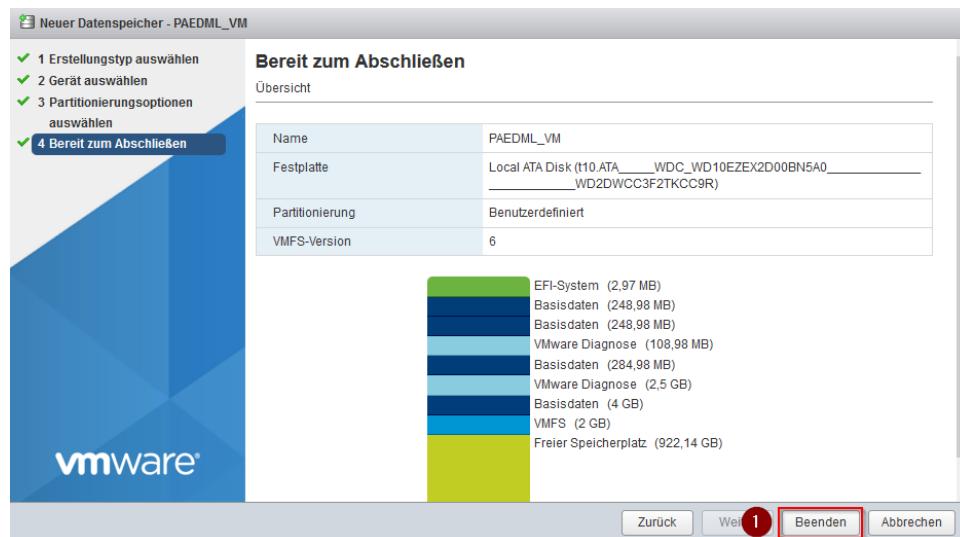 Neuer Datenspeicher - PAEDML_VM
1 Erstellungstyp auswählen
2 Gerät auswählen
3 Partitionierungsoptionen
auswählen
4 Bereit zum Abschließen
Bereit zum Abschließen
Übersicht
Name PAEDML_VM
Festplatte Local ATA Disk (t10.ATA_____WDC_WD10EZEX2D00BN5A0_______________
______________WD2DWCC3F2TKCC9R)
Partitionierung Benutzerdefiniert
VMFS-Version 6
EFI-System (2,97 MB)
Basisdaten (248,98 MB)
Basisdaten (248,98 MB)
VMware Diagnose (108,98 MB)
Basisdaten (284,98 MB)
VMware Diagnose (2,5 GB)
Basisdaten (4 GB)
VMFS (2 GB)
Freier Speicherplatz (922,14 GB)
vmware®
Zurück 1 Beenden Abbrechen